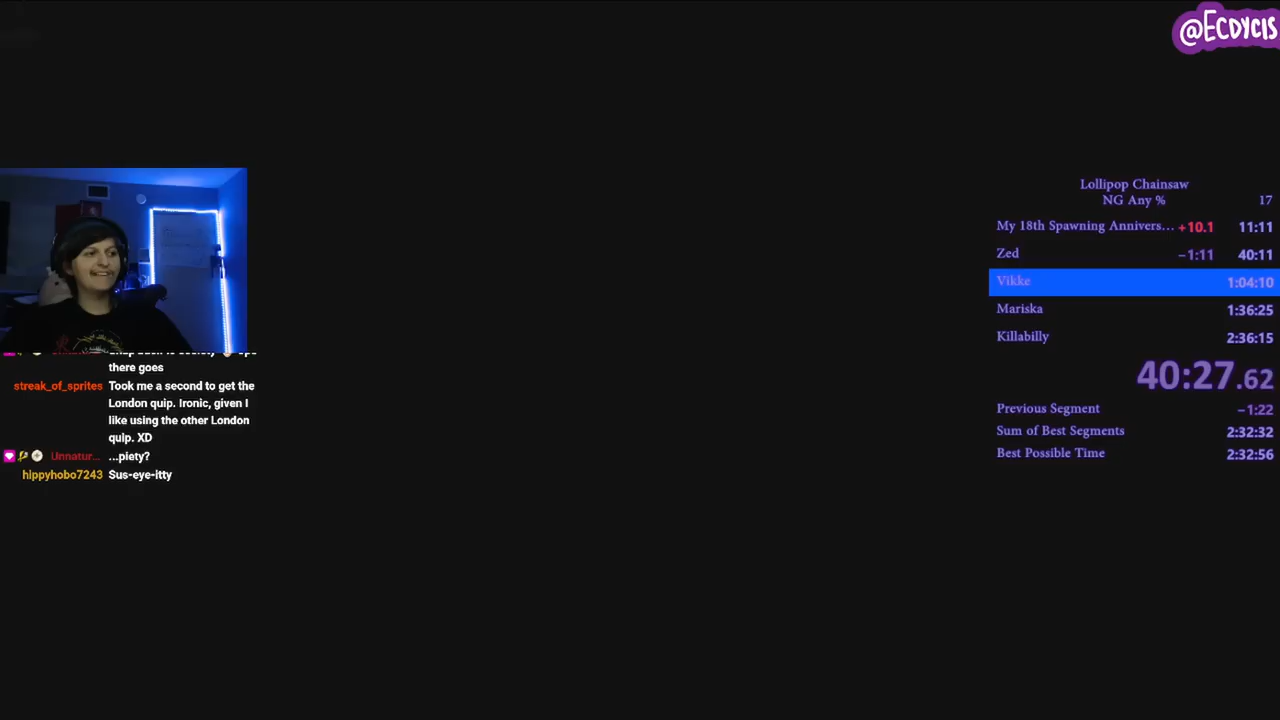 @ECDYCIS
Lollipop Chainsaw
NG Any %
17
My 18th Spawning Annivers... +10.1 11:11
Zed -1:11 40:11
Vikke 1:04:10
Mariska 1:36:25
Killabilly 2:36:15
40:27.62
Previous Segment -1:22
Sum of Best Segments 2:32:32
Best Possible Time 2:32:56
there goes
streak_of_sprites Took me a second to get the
London quip. Ironic, given I
like using the other London
quip. XD
Unnatur... ...piety?
hippyhobo7243 Sus-eye-itty